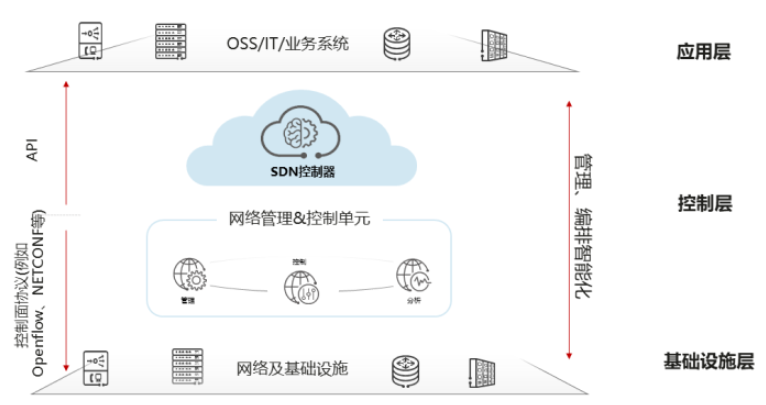 OSS/IT/业务系统
应用层
API
SDN控制器
控制层
管理、编排智能化
网络管理&控制单元
控制
管理
分析
控制面协议(例如
Openflow、NETCONF等)
网络及基础设施
基础设施层